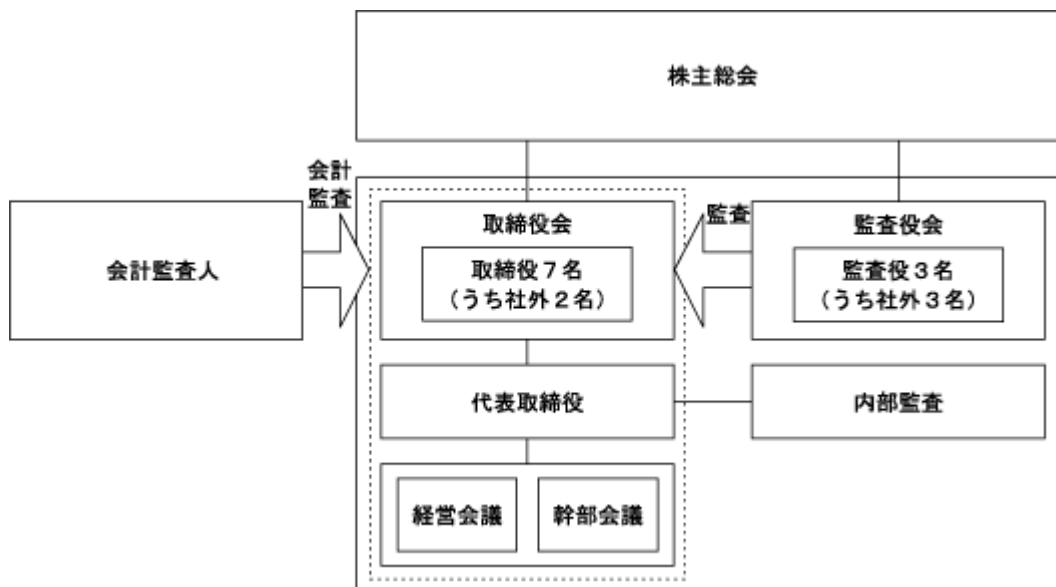 株主総会
会計
監査
会計監査人
取締役会
取締役７名
（うち社外２名）
監査
監査役会
監査役３名
（うち社外３名）
代表取締役
内部監査
経営会議
幹部会議